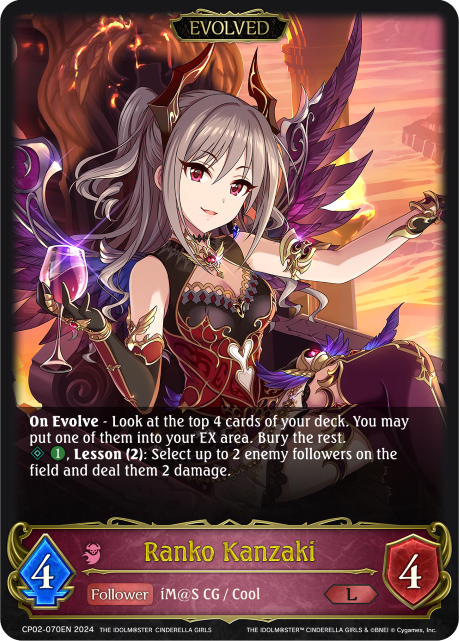 EVOLVED
On Evolve - Look at the top 4 cards of your deck. You may
put one of them into your EX area. Bury the rest.
1, Lesson (2): Select up to 2 enemy followers on the
field and deal them 2 damage.
Ranko Kanzaki
4
4
Follower iM@S CG / Cool
L
CP02-070EN 2024 THE IDOLM@STER CINDERELLA GIRLS THE IDOLM@STER™ CINDERELLA GIRLS & ©BNEI © Cygames, Inc.